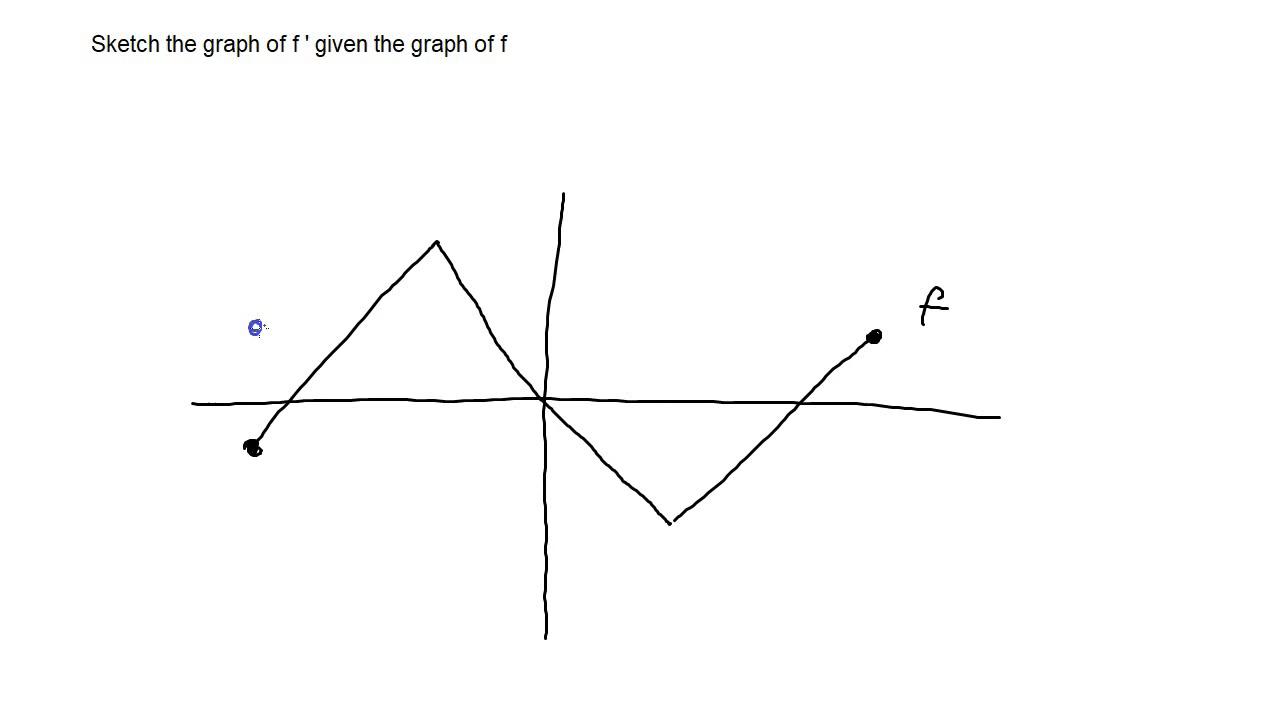 Sketch the graph of f ' given the graph of f
f